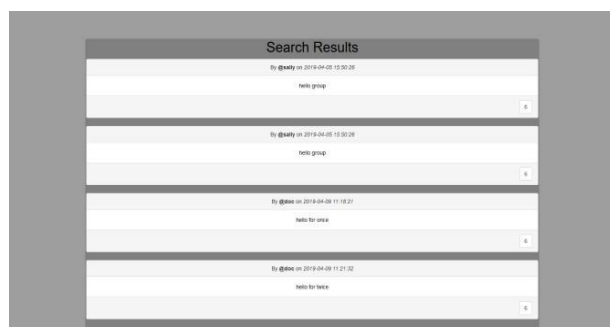 Search Results
By @sally on 2019-04-05 15:50:26
hello group
By @sally on 2019-04-05 15:50:26
hello group
By @doc on 2019-04-09 11:18:21
hello for once
By @doc on 2019-04-09 11:21:32
hello for twice